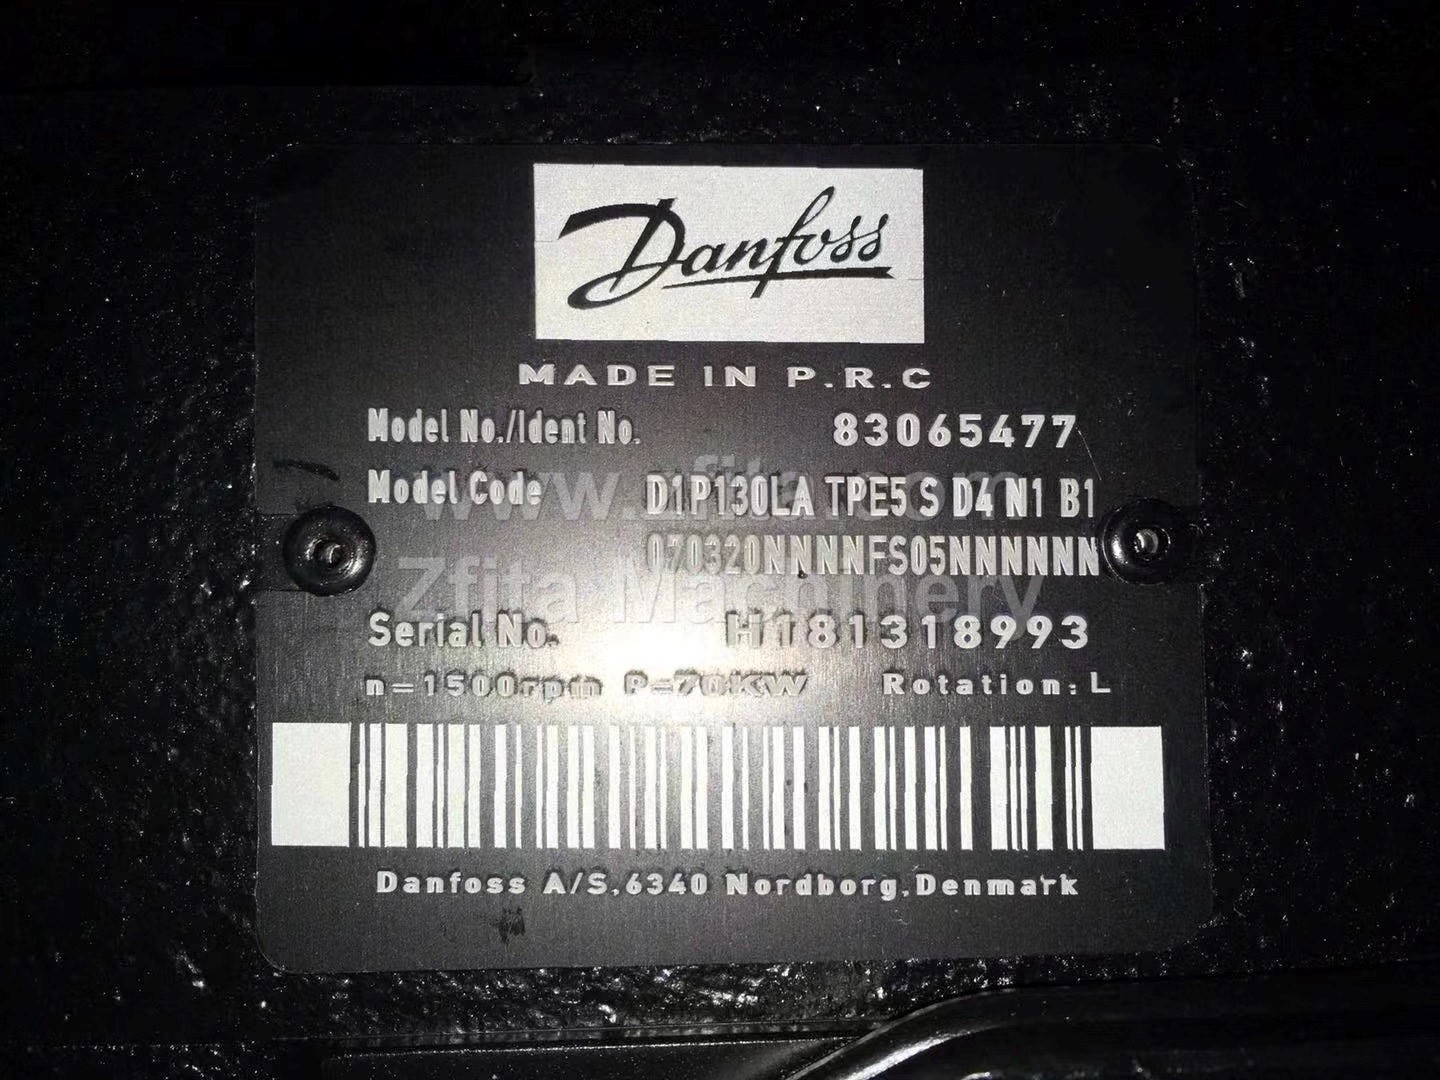 Danfoss
MADE IN P.R.C
Model No./Ident No. 83065477
Model Code D1P130LA TPE5 S D4 N1 B1
070320NNNNFS05NNNNNN
Serial No. H181318993
n=1500rpm P=70KW Rotation: L
Danfoss A/S,6340 Nordborg,Denmark
www.zfita.com
Zfita Machinery